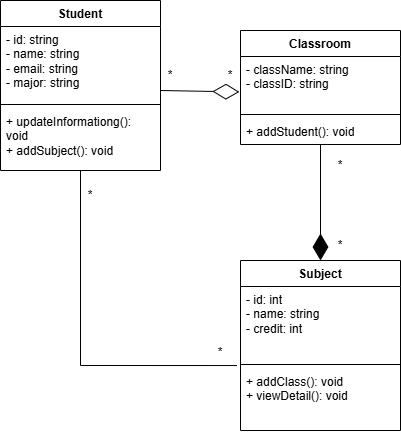 Student
- id: string
- name: string
- email: string
- major: string
+ updateInformationg():
void
+ addSubject(): void
*
*
Classroom
- className: string
- classID: string
+ addStudent(): void
*
*
*
*
Subject
- id: int
- name: string
- credit: int
+ addClass(): void
+ viewDetail(): void